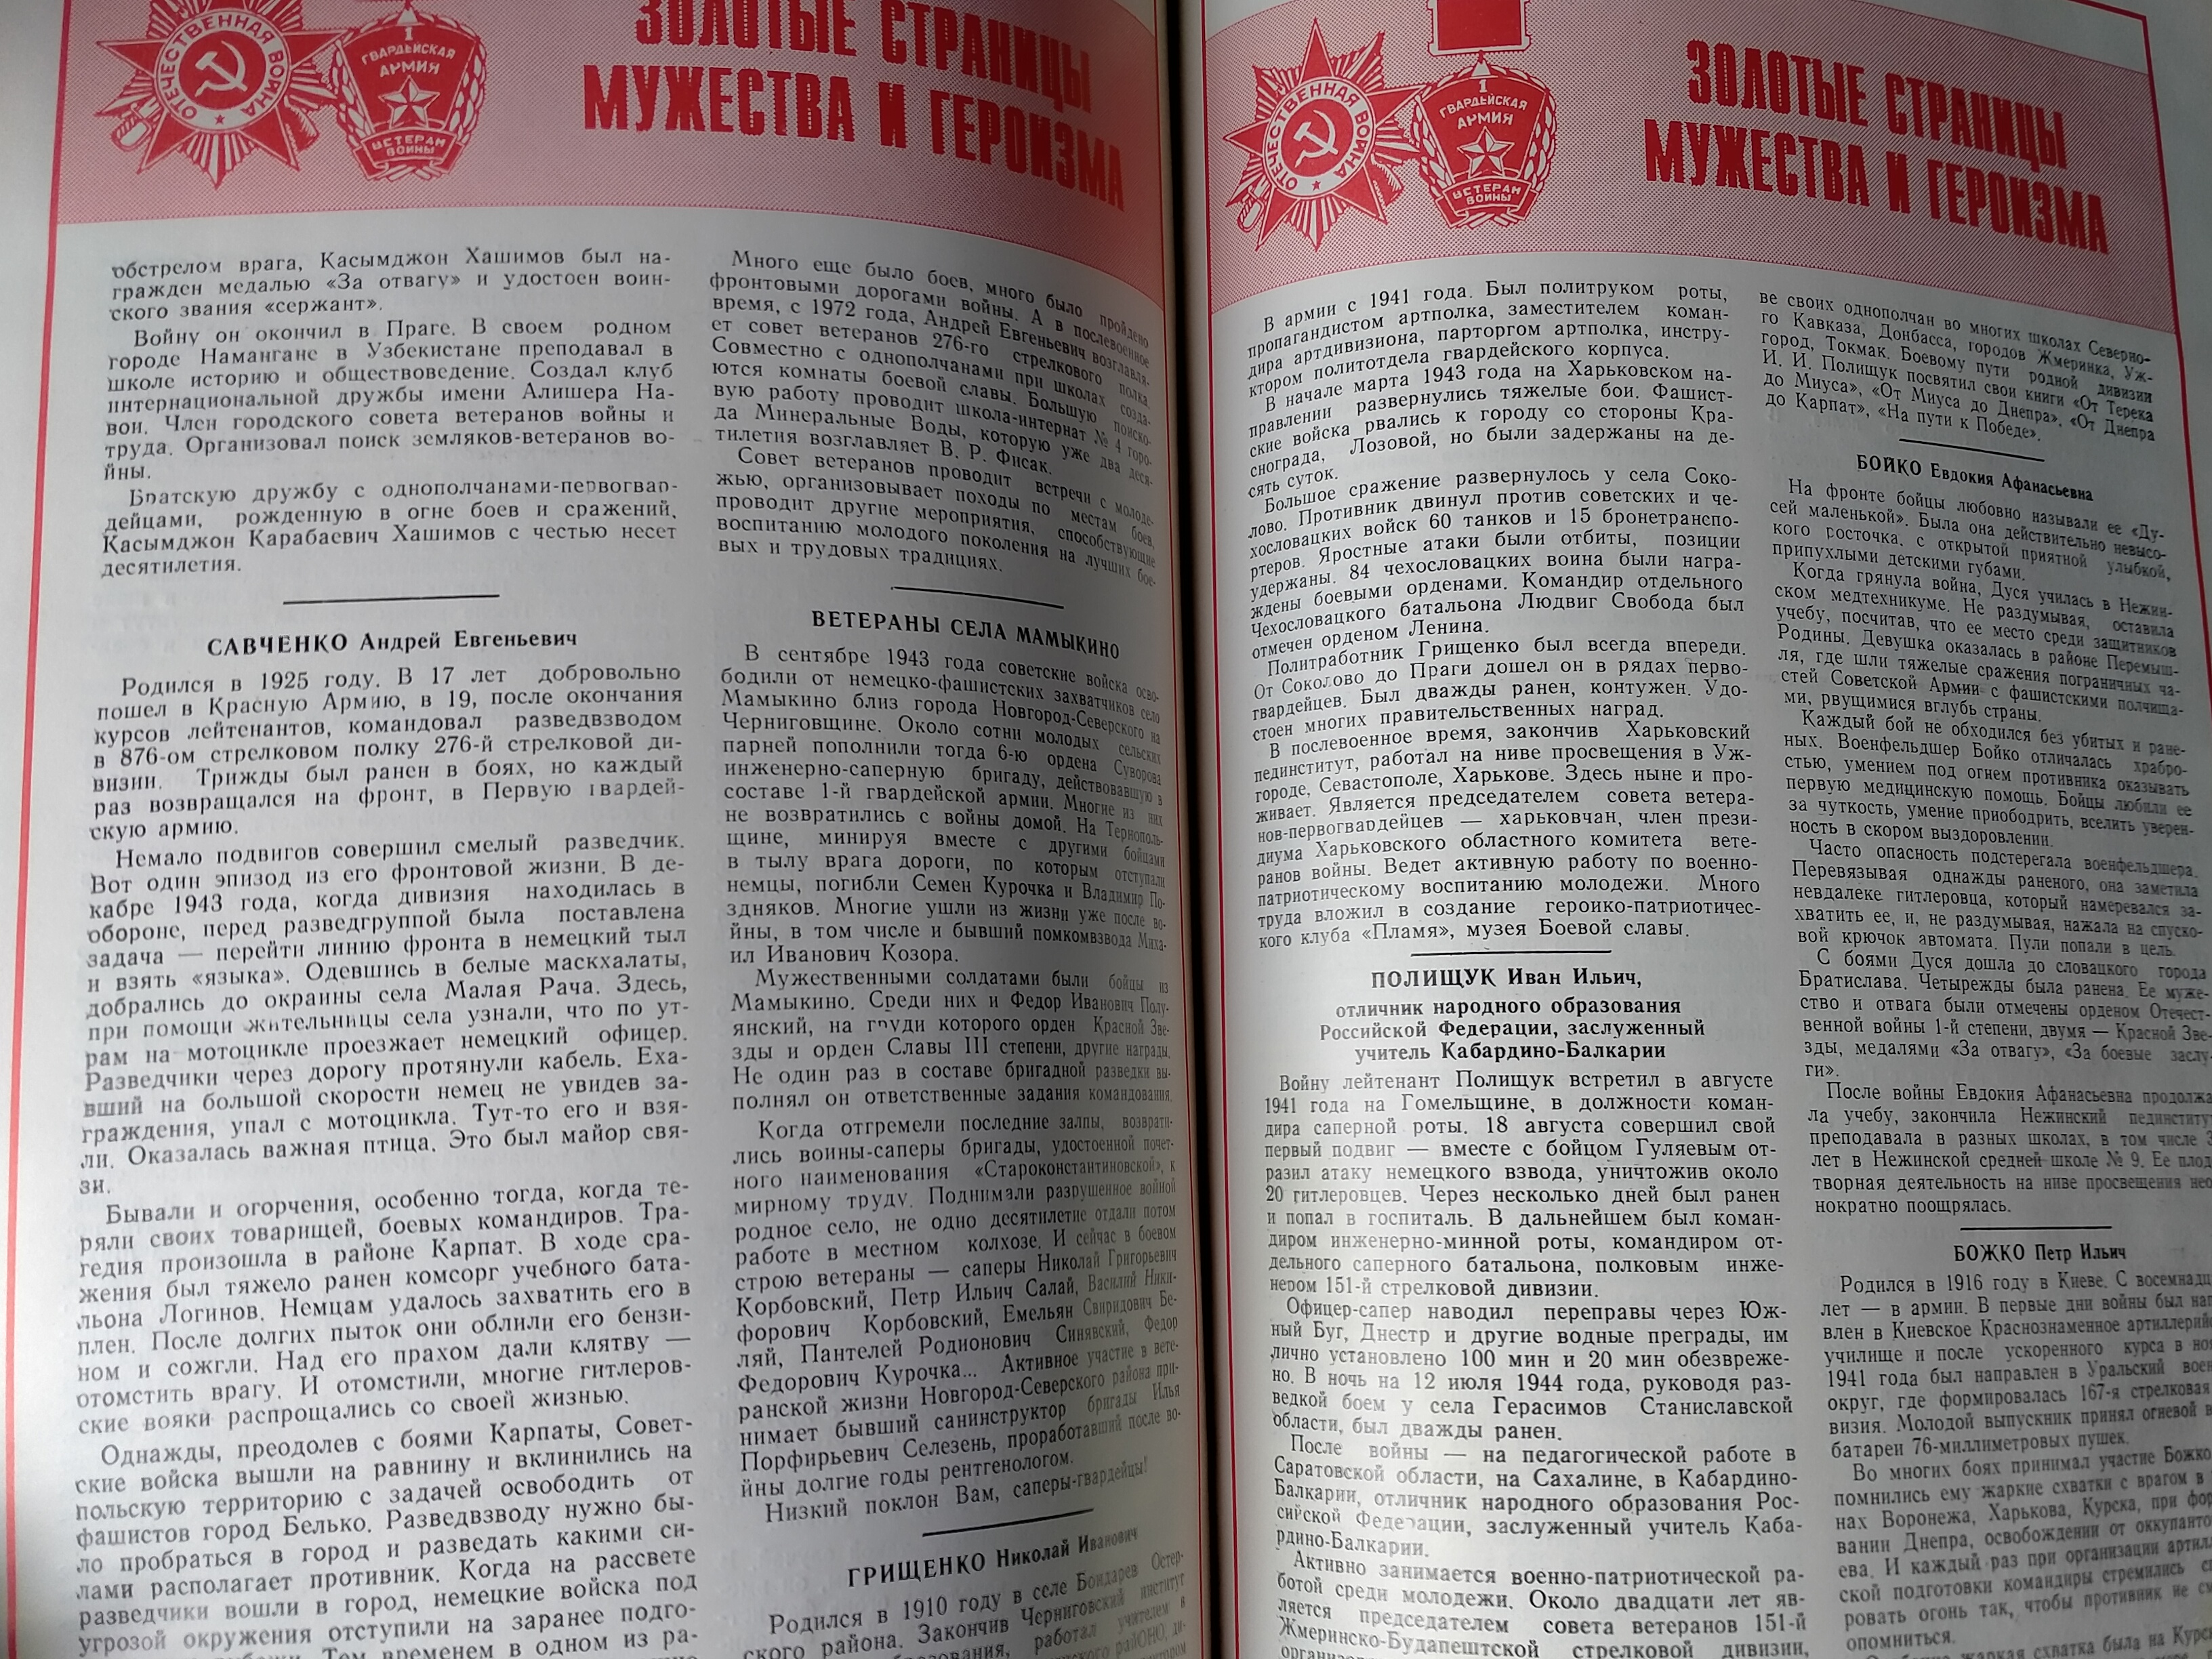 ОТЕЧЕСТВЕННАЯ ВОЙНА
1
ГВАРДЕЙСКАЯ
АРМИЯ
ВЕТЕРАН
ВОЙНЫ
ЗОЛОТЫЕ СТРАНИЦЫ
МУЖЕСТВА И ГЕРОИЗМА
обстрелом врага, Касымджон Хашимов был на-
гражден медалью «За отвагу» и удостоен воин-
ского звания «сержант».
Войну он окончил в Праге. В своем родном
городе Намангане в Узбекистане преподавал в
школе историю и обществоведение. Создал клуб
интернациональной дружбы имени Алишера На-
вои. Член городского совета ветеранов войны и
труда. Организовал поиск земляков-ветеранов во-
йны.
Братскую дружбу с однополчанами-первогвар-
дейцами, рожденную в огне боев и сражений,
Касымджон Карабаевич Хашимов с честью несет
десятилетия.
САВЧЕНКО Андрей Евгеньевич
Родился в 1925 году. В 17 лет добровольно
пошел в Красную Армию, в 19, после окончания
курсов лейтенантов, командовал разведвзводом
в 876-ом стрелковом полку 276-й стрелковой ди-
визии. Трижды был ранен в боях, но каждый
раз возвращался на фронт, в Первую гвардей-
скую армию.
Немало подвигов совершил смелый разведчик.
Вот один эпизод из его фронтовой жизни. В де-
кабре 1943 года, когда дивизия находилась в
обороне, перед разведгруппой была поставлена
задача — перейти линию фронта в немецкий тыл
и взять «языка». Одевшись в белые маскхалаты,
добрались до окраины села Малая Рача. Здесь,
при помощи жительницы села узнали, что по ут-
рам на мотоцикле проезжает немецкий офицер.
Разведчики через дорогу протянули кабель. Еха-
вший на большой скорости немец не увидев за-
граждения, упал с мотоцикла. Тут-то его и взя-
ли. Оказалась важная птица. Это был майор свя-
зи.
Бывали и огорчения, особенно тогда, когда те-
ряли своих товарищей, боевых командиров. Тра-
гедия произошла в районе Карпат. В ходе сра-
жения был тяжело ранен комсорг учебного бата-
льона Логинов. Немцам удалось захватить его в
плен. После долгих пыток они облили его бензи-
ном и сожгли. Над его прахом дали клятву —
отомстить врагу. И отомстили, многие гитлеров-
ские вояки распрощались со своей жизнью.
Однажды, преодолев с боями Карпаты, Совет-
ские войска вышли на равнину и вклинились на
польскую территорию с задачей освободить от
фашистов город Белько. Разведвзводу нужно бы-
ло пробраться в город и разведать какими си-
лами располагает противник. Когда на рассвете
разведчики вошли в город, немецкие войска под
угрозой окружения отступили на заранее подго-
Тем временем в одном из ра-
Много еще было боев, много было пройдено
фронтовыми дорогами войны. А в послевоенное
время, с 1972 года, Андрей Евгеньевич возглавля-
ет совет ветеранов 276-го стрелкового полка.
Совместно с однополчанами при школах созда-
ются комнаты боевой славы. Большую поиско-
вую работу проводит школа-интернат № 4 горо-
да Минеральные Воды, которую уже два деся-
тилетия возглавляет В. Р. Фисак.
Совет ветеранов проводит встречи с молоде-
жью, организовывает походы по местам боев,
проводит другие мероприятия, способствующие
воспитанию молодого поколения на лучших бое-
вых и трудовых традициях.
ВЕТЕРАНЫ СЕЛА МАМЫКИНО
В сентябре 1943 года советские войска осво-
бодили от немецко-фашистских захватчиков село
Мамыкино близ города Новгород-Северского на
Черниговщине. Около сотни молодых сельских
парней пополнили тогда 6-ю ордена Суворова
инженерно-саперную бригаду, действовавшую в
составе 1-й гвардейской армии. Многие из них
не возвратились с войны домой. На Тернополь-
щине, минируя вместе с другими бойцами
в тылу врага дороги, по которым отступали
немцы, погибли Семен Курочка и Владимир По-
здняков. Многие ушли из жизни уже после во-
йны, в том числе и бывший помкомвзвода Миха-
ил Иванович Козора.
Мужественными солдатами были бойцы из
Мамыкино. Среди них и Федор Иванович Полу-
янский, на груди которого орден Красной Зве-
зды и орден Славы III степени, другие награды.
Не один раз в составе бригадной разведки вы-
полнял он ответственные задания командования.
Когда отгремели последние залпы, возврати-
лись воины-саперы бригады, удостоенной почет-
ного наименования «Староконстантиновской», к
мирному труду. Поднимали разрушенное войной
родное село, не одно десятилетие отдали потом
работе в местном колхозе. И сейчас в боевом
строю ветераны — саперы Николай Григорьевич
Корбовский, Петр Ильич Салай, Василий Ники-
форович Корбовский, Емельян Свиридович Бе-
ляй, Пантелей Родионович Синявский, Федор
Федорович Курочка... Активное участие в вете-
ранской жизни Новгород-Северского района при-
нимает бывший санинструктор бригады Илья
Порфирьевич Селезень, проработавший после во-
йны долгие годы рентгенологом.
Низкий поклон Вам, саперы-гвардейцы!
ГРИЩЕНКО Николай Иванович
Родился в 1910 году в селе Бондарев Остер-
ского района. Закончив Черниговский институт
работал учителем в
ОТЕЧЕСТВЕННАЯ ВОЙНА
1
ГВАРДЕЙСКАЯ
АРМИЯ
ВЕТЕРАН
ВОЙНЫ
ЗОЛОТЫЕ СТРАНИЦЫ
МУЖЕСТВА И ГЕРОИЗМА
В армии с 1941 года. Был политруком роты,
пропагандистом артполка, заместителем коман-
дира артдивизиона, парторгом артполка, инстру-
ктором политотдела гвардейского корпуса.
В начале марта 1943 года на Харьковском на-
правлении развернулись тяжелые бои. Фашист-
ские войска рвались к городу со стороны Кра-
снограда, Лозовой, но были задержаны на де-
сять суток.
Большое сражение развернулось у села Соко-
лово. Противник двинул против советских и че-
хословацких войск 60 танков и 15 бронетранспо-
ртеров. Яростные атаки были отбиты, позиции
удержаны. 84 чехословацких воина были награ-
ждены боевыми орденами. Командир отдельного
Чехословацкого батальона Людвиг Свобода был
отмечен орденом Ленина.
Политработник Грищенко был всегда впереди.
От Соколово до Праги дошел он в рядах перво-
гвардейцев. Был дважды ранен, контужен. Удо-
стоен многих правительственных наград.
В послевоенное время, закончив Харьковский
пединститут, работал на ниве просвещения в Уж-
городе, Севастополе, Харькове. Здесь ныне и про-
живает. Является председателем совета ветера-
нов-первогвардейцев — харьковчан, член прези-
диума Харьковского областного комитета вете-
ранов войны. Ведет активную работу по военно-
патриотическому воспитанию молодежи. Много
труда вложил в создание героико-патриотичес-
кого клуба «Пламя», музея Боевой славы.
ПОЛИЩУК Иван Ильич,
отличник народного образования
Российской Федерации, заслуженный
учитель Кабардино-Балкарии
Войну лейтенант Полищук встретил в августе
1941 года на Гомельщине, в должности коман-
дира саперной роты. 18 августа совершил свой
первый подвиг — вместе с бойцом Гуляевым от-
разил атаку немецкого взвода, уничтожив около
20 гитлеровцев. Через несколько дней был ранен
и попал в госпиталь. В дальнейшем был коман-
диром инженерно-минной роты, командиром от-
дельного саперного батальона, полковым инже-
нером 151-й стрелковой дивизии.
Офицер-сапер наводил переправы через Юж-
ный Буг, Днестр и другие водные преграды, им
лично установлено 100 мин и 20 мин обезвреже-
но. В ночь на 12 июля 1944 года, руководя раз-
ведкой боем у села Герасимов Станиславской
области, был дважды ранен.
После войны — на педагогической работе в
Саратовской области, на Сахалине, в Кабардино-
Балкарии, отличник народного образования Рос-
сийской Федерации, заслуженный учитель Каба-
рдино-Балкарии.
Активно занимается военно-патриотической ра-
ботой среди молодежи. Около двадцати лет яв-
ляется председателем совета ветеранов 151-й
Жмеринско-Будапештской стрелковой дивизии,
ве своих однополчан во многих школах Северно-
го Кавказа, Донбасса, городов Жмеринка, Уж-
город, Токмак. Боевому пути родной дивизии
И. И. Полищук посвятил свои книги «От Терека
до Миуса», «От Миуса до Днепра», «От Днепра
до Карпат», «На пути к Победе».
БОЙКО Евдокия Афанасьевна
На фронте бойцы любовно называли ее «Ду-
сей маленькой». Была она действительно невысо-
кого росточка, с открытой приятной улыбкой,
припухлыми детскими губами.
Когда грянула война, Дуся училась в Нежин-
ском медтехникуме. Не раздумывая, оставила
учебу, посчитав, что ее место среди защитников
Родины. Девушка оказалась в районе Перемыш-
ля, где шли тяжелые сражения пограничных ча-
стей Советской Армии с фашистскими полчища-
ми, рвущимися вглубь страны.
Каждый бой не обходился без убитых и ране-
ных. Военфельдшер Бойко отличалась храбро-
стью, умением под огнем противника оказывать
первую медицинскую помощь. Бойцы любили ее
за чуткость, умение приободрить, вселить уверен-
ность в скором выздоровлении.
Часто опасность подстерегала военфельдшера.
Перевязывая однажды раненого, она заметила
невдалеке гитлеровца, который намеревался за-
хватить ее, и, не раздумывая, нажала на спуско-
вой крючок автомата. Пули попали в цель.
С боями Дуся дошла до словацкого города
Братислава. Четырежды была ранена. Ее муже-
ство и отвага были отмечены орденом Отечест-
венной войны 1-й степени, двумя — Красной Зве-
зды, медалями «За отвагу», «За боевые заслу-
ги».
После войны Евдокия Афанасьевна продолжа-
ла учебу, закончила Нежинский пединститу
преподавала в разных школах, в том числе 3
лет в Нежинской средней школе № 9. Ее плод
творная деятельность на ниве просвещения нео
нократно поощрялась.
БОЖКО Петр Ильич
Родился в 1916 году в Киеве. С восемнадц
лет — в армии. В первые дни войны был нап
влен в Киевское Краснознаменное артиллерий
училище и после ускоренного курса в ноя
1941 года был направлен в Уральский воен
округ, где формировалась 167-я стрелковая
визия. Молодой выпускник принял огневой в
батареи 76-миллиметровых пушек.
Во многих боях принимал участие Божко
помнились ему жаркие схватки с врагом в
нах Воронежа, Харькова, Курска, при фор
вании Днепра, освобождении от оккупанто
ева. И каждый раз при организации артил
ской подготовки командиры стремились
ровать огонь так, чтобы противник не см
опомниться.
жаркая схватка была на Курск